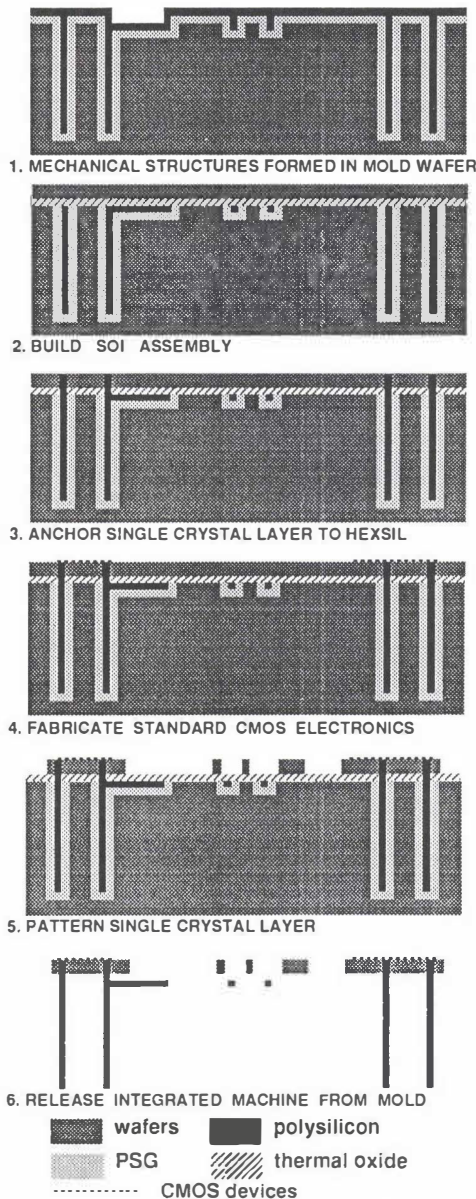 1. MECHANICAL STRUCTURES FORMED IN MOLD WAFER
2. BUILD SOI ASSEMBLY
3. ANCHOR SINGLE CRYSTAL LAYER TO HEXSIL
4. FABRICATE STANDARD CMOS ELECTRONICS
5. PATTERN SINGLE CRYSTAL LAYER
6. RELEASE INTEGRATED MACHINE FROM MOLD
wafers polysilicon
PSG thermal oxide
CMOS devices